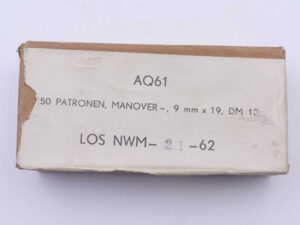 AQ61
50 PATRONEN, MANOVER-, 9 mm x 19, DM 18
LOS NWM- 21 -62